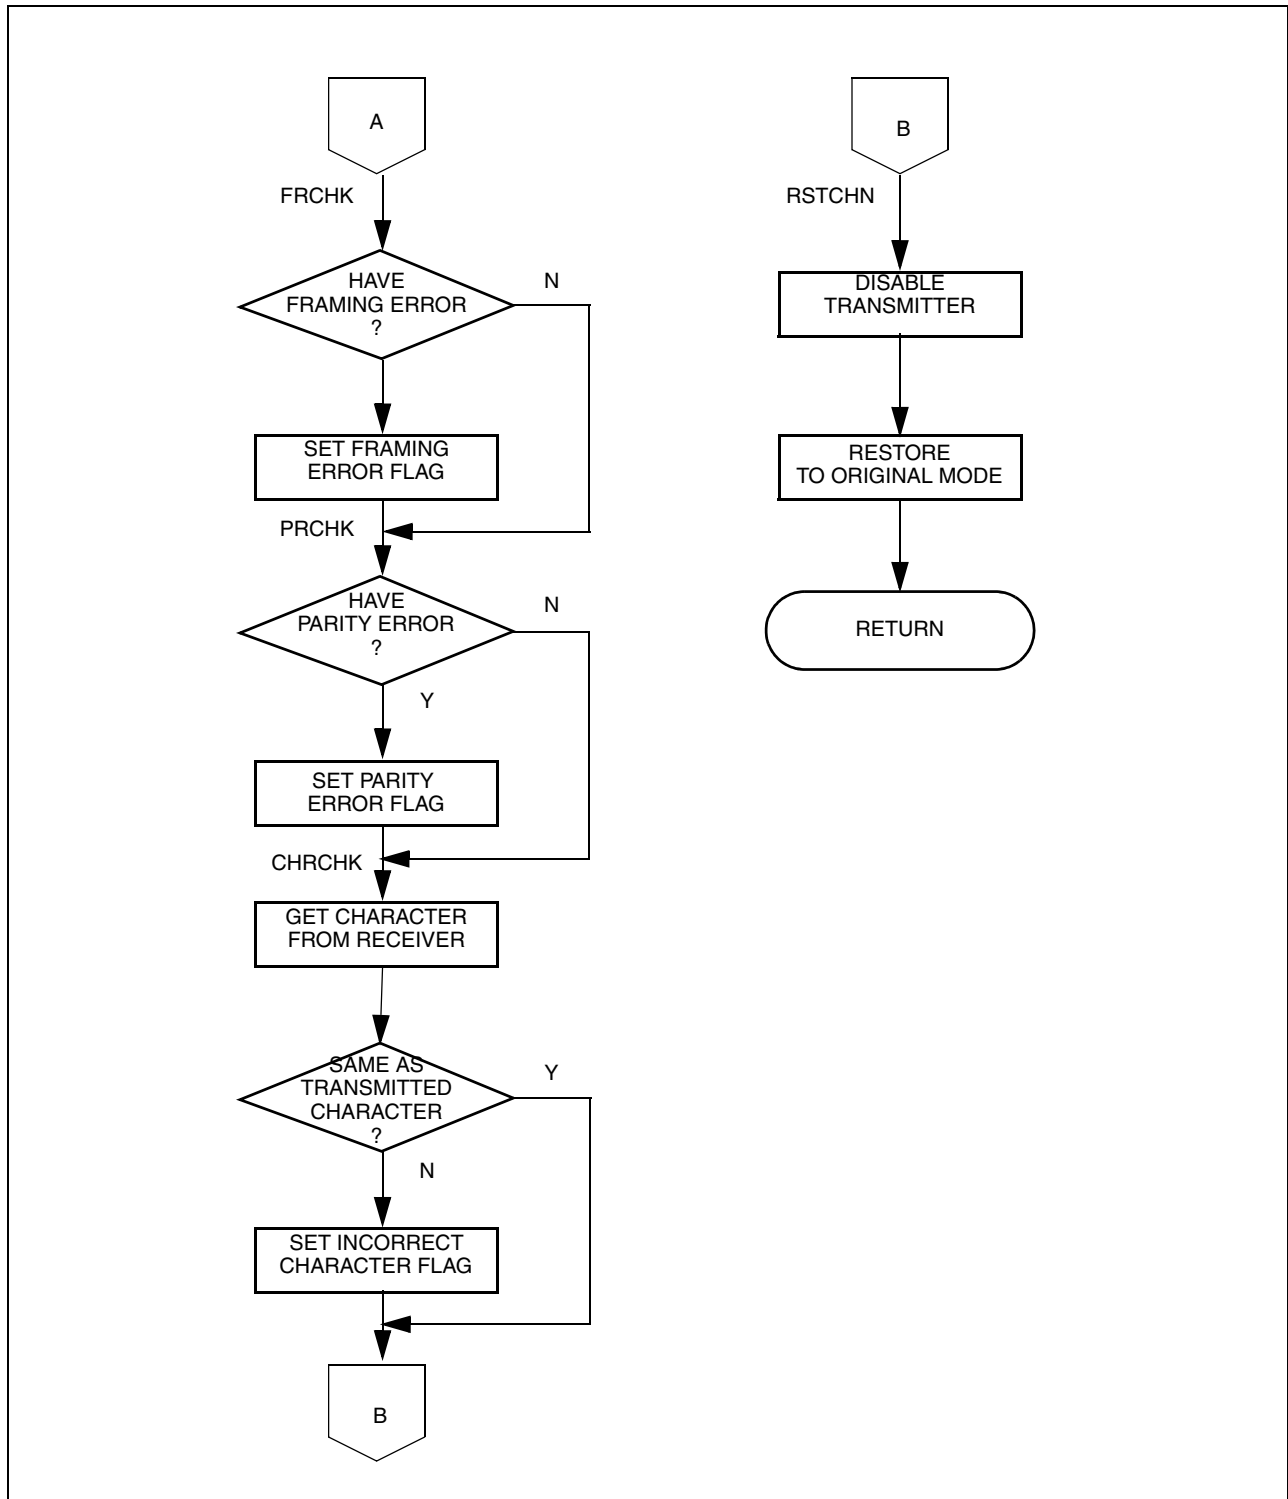 A
FRCHK
HAVE
FRAMING ERROR
?
N
SET FRAMING
ERROR FLAG
PRCHK
HAVE
PARITY ERROR
?
N
Y
SET PARITY
ERROR FLAG
CHRCHK
GET CHARACTER
FROM RECEIVER
SAME AS
TRANSMITTED
CHARACTER
?
Y
N
SET INCORRECT
CHARACTER FLAG
B
B
RSTCHN
DISABLE
TRANSMITTER
RESTORE
TO ORIGINAL MODE
RETURN